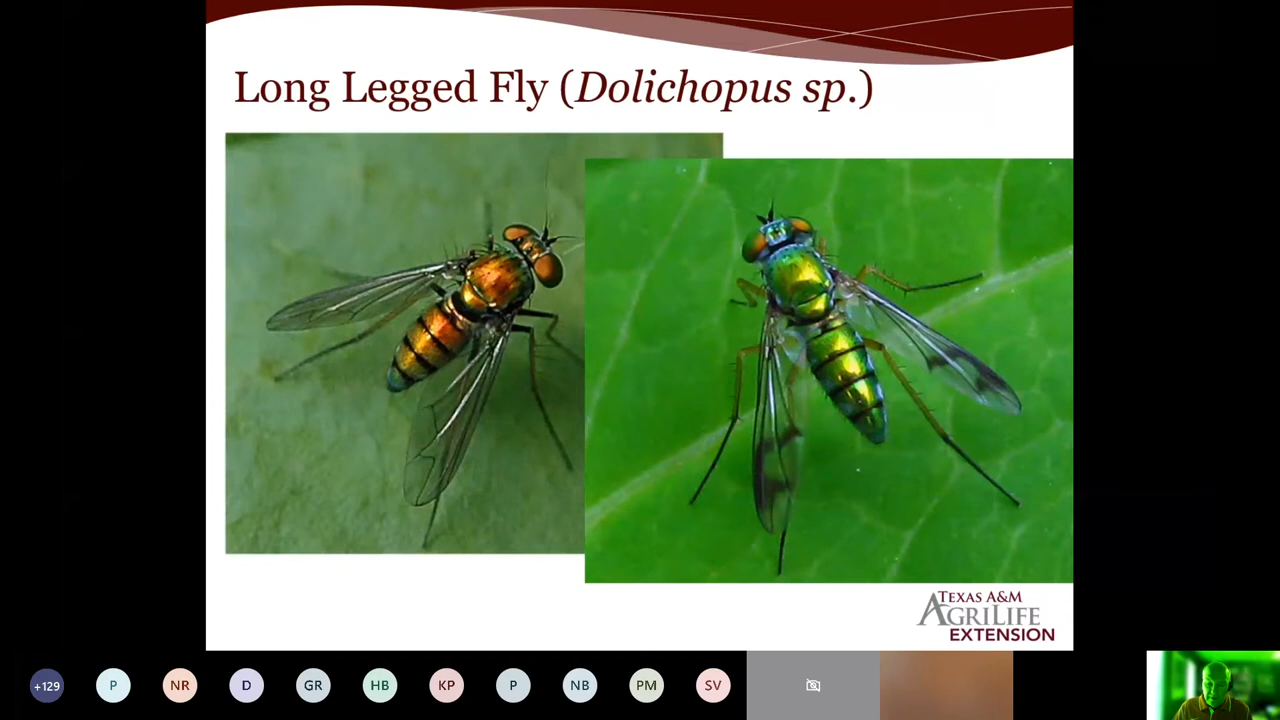 Long Legged Fly (Dolichopus sp.)
TEXAS A&M
AGRILIFE
EXTENSION
+129 P NR D GR HB KP P NB PM SV